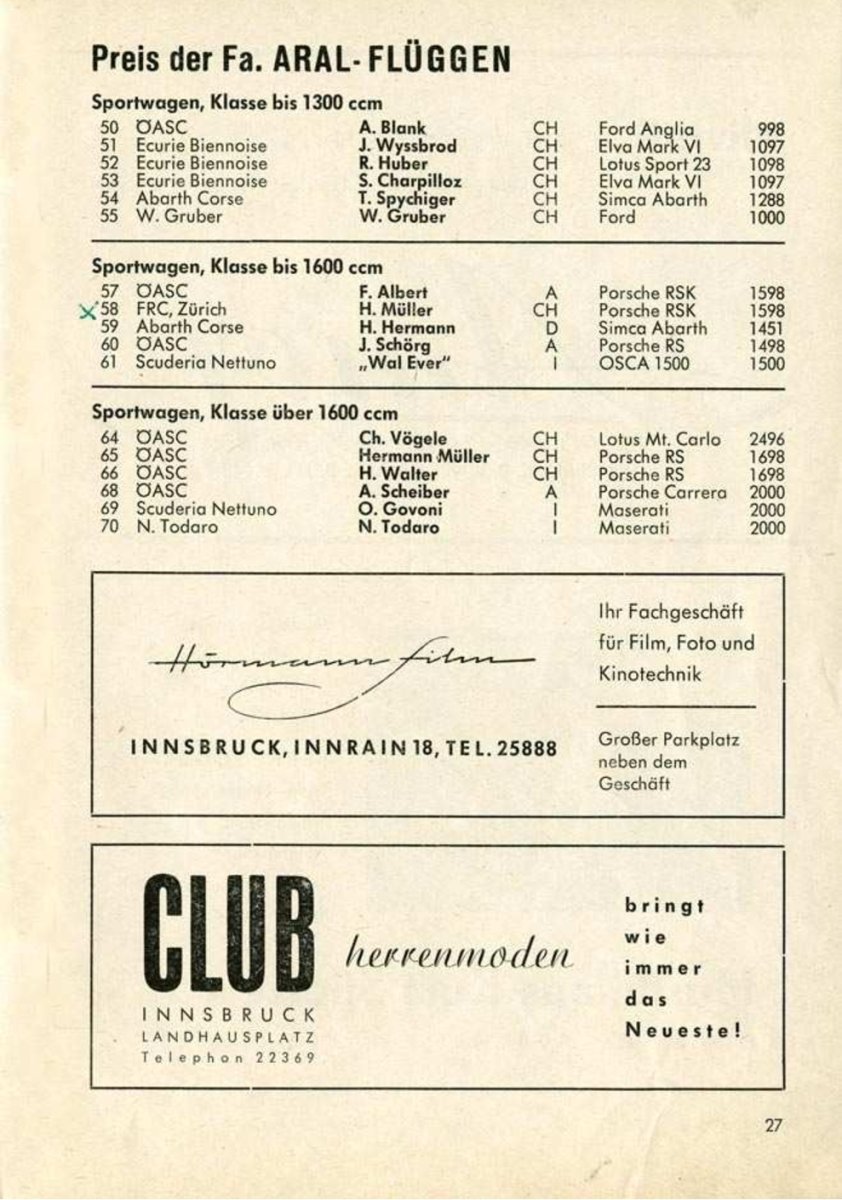 Preis der Fa. ARAL-FLÜGGEN
Sportwagen, Klasse bis 1300 ccm
50 ÖASC A. Blank CH Ford Anglia 998
51 Ecurie Biennoise J. Wyssbrod CH Elva Mark VI 1097
52 Ecurie Biennoise R. Huber CH Lotus Sport 23 1098
53 Ecurie Biennoise S. Charpilloz CH Elva Mark VI 1097
54 Abarth Corse T. Spychiger CH Simca Abarth 1288
55 W. Gruber W. Gruber CH Ford 1000
Sportwagen, Klasse bis 1600 ccm
57 ÖASC F. Albert A Porsche RSK 1598
x 58 FRC, Zürich H. Müller CH Porsche RSK 1598
59 Abarth Corse H. Hermann D Simca Abarth 1451
60 ÖASC J. Schörg A Porsche RS 1498
61 Scuderia Nettuno „Wal Ever“ I OSCA 1500 1500
Sportwagen, Klasse über 1600 ccm
64 ÖASC Ch. Vögele CH Lotus Mt. Carlo 2496
65 ÖASC Hermann Müller CH Porsche RS 1698
66 ÖASC H. Walter CH Porsche RS 1698
68 ÖASC A. Scheiber A Porsche Carrera 2000
69 Scuderia Nettuno O. Govoni I Maserati 2000
70 N. Todaro N. Todaro I Maserati 2000
Hörmann film
INNSBRUCK, INNRAIN 18, TEL. 25888
Ihr Fachgeschäft
für Film, Foto und
Kinotechnik
Großer Parkplatz
neben dem
Geschäft
CLUB
INNSBRUCK
LANDHAUSPLATZ
Telephon 22369
herrenmoden
bringt
wie
immer
das
Neueste!
27